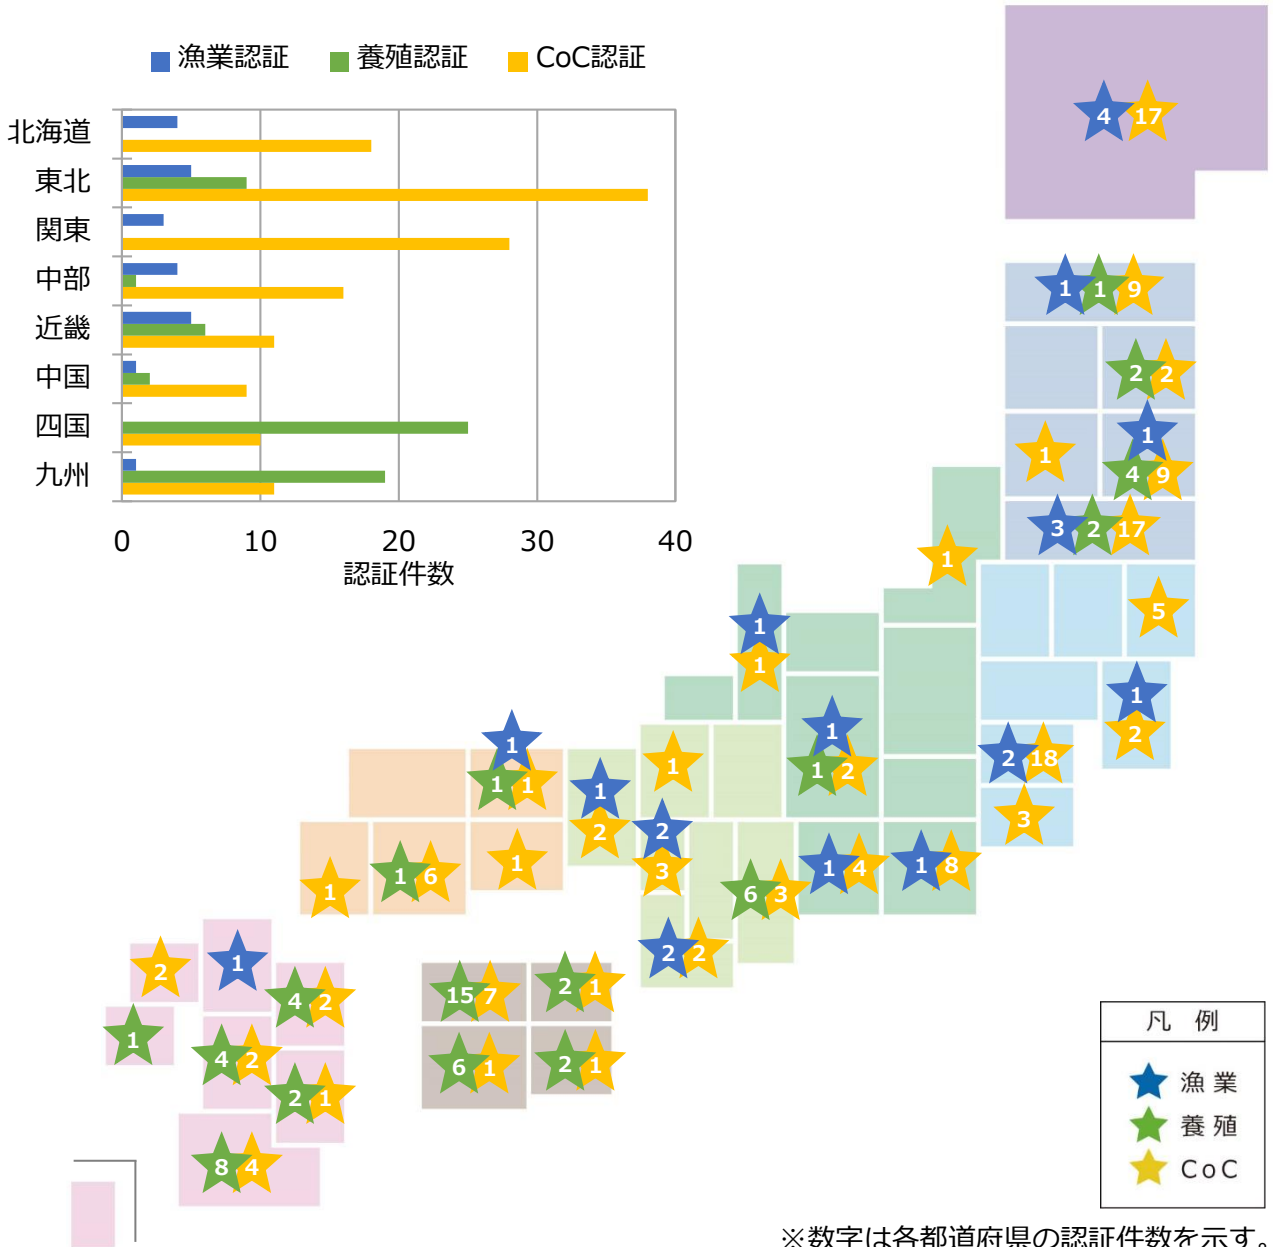 漁業認証 養殖認証 CoC認証
北海道
東北
関東
中部
近畿
中国
四国
九州
0 10 20 30 40
認証件数
4 17
1 1 9
2 2
1
1
4 9
3 2 17
1
5
1
1
1
2
2 18
3
1
1 2
1
1
1 1
1
2
2
3
1
1 6
1
1 4
1 8
6 3
2 2
2
1
4 2
1
4 2
2 1
8 4
15 7
2 1
6 1
2 1
凡 例
漁 業
養 殖
CoC
※数字は各都道府県の認証件数を示す。